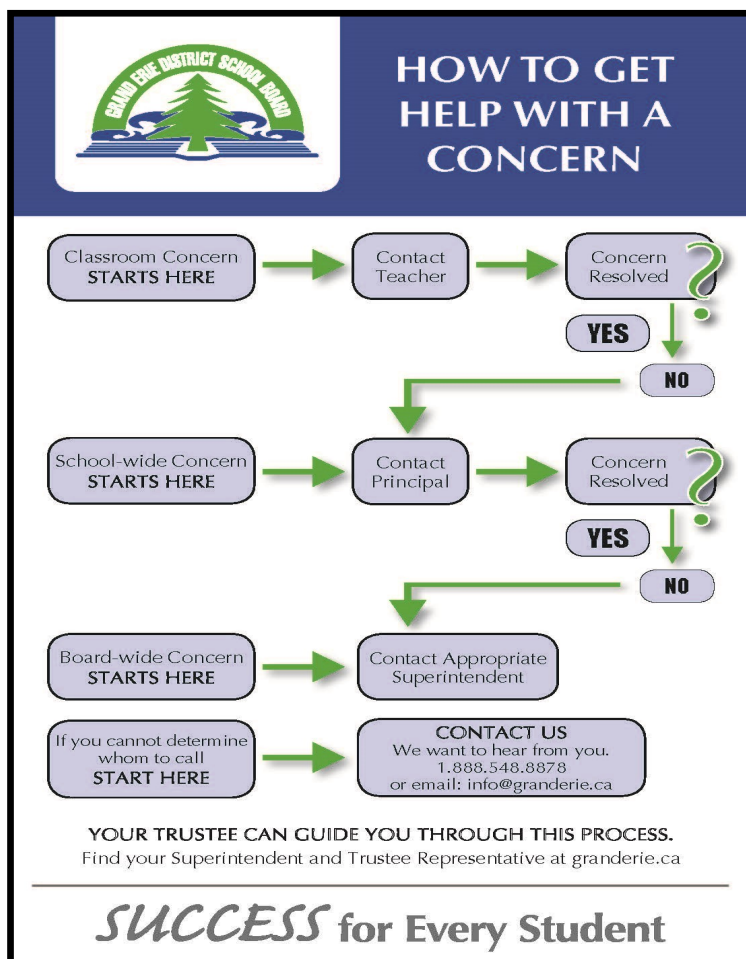 GRAND ERIE DISTRICT SCHOOL BOARD
HOW TO GET
HELP WITH A
CONCERN
Classroom Concern
STARTS HERE
Contact
Teacher
Concern
Resolved
?
YES
NO
School-wide Concern
STARTS HERE
Contact
Principal
Concern
Resolved
?
YES
NO
Board-wide Concern
STARTS HERE
Contact Appropriate
Superintendent
If you cannot determine
whom to call
START HERE
CONTACT US
We want to hear from you.
1.888.548.8878
or email: info@granderie.ca
YOUR TRUSTEE CAN GUIDE YOU THROUGH THIS PROCESS.
Find your Superintendent and Trustee Representative at granderie.ca
SUCCESS for Every Student